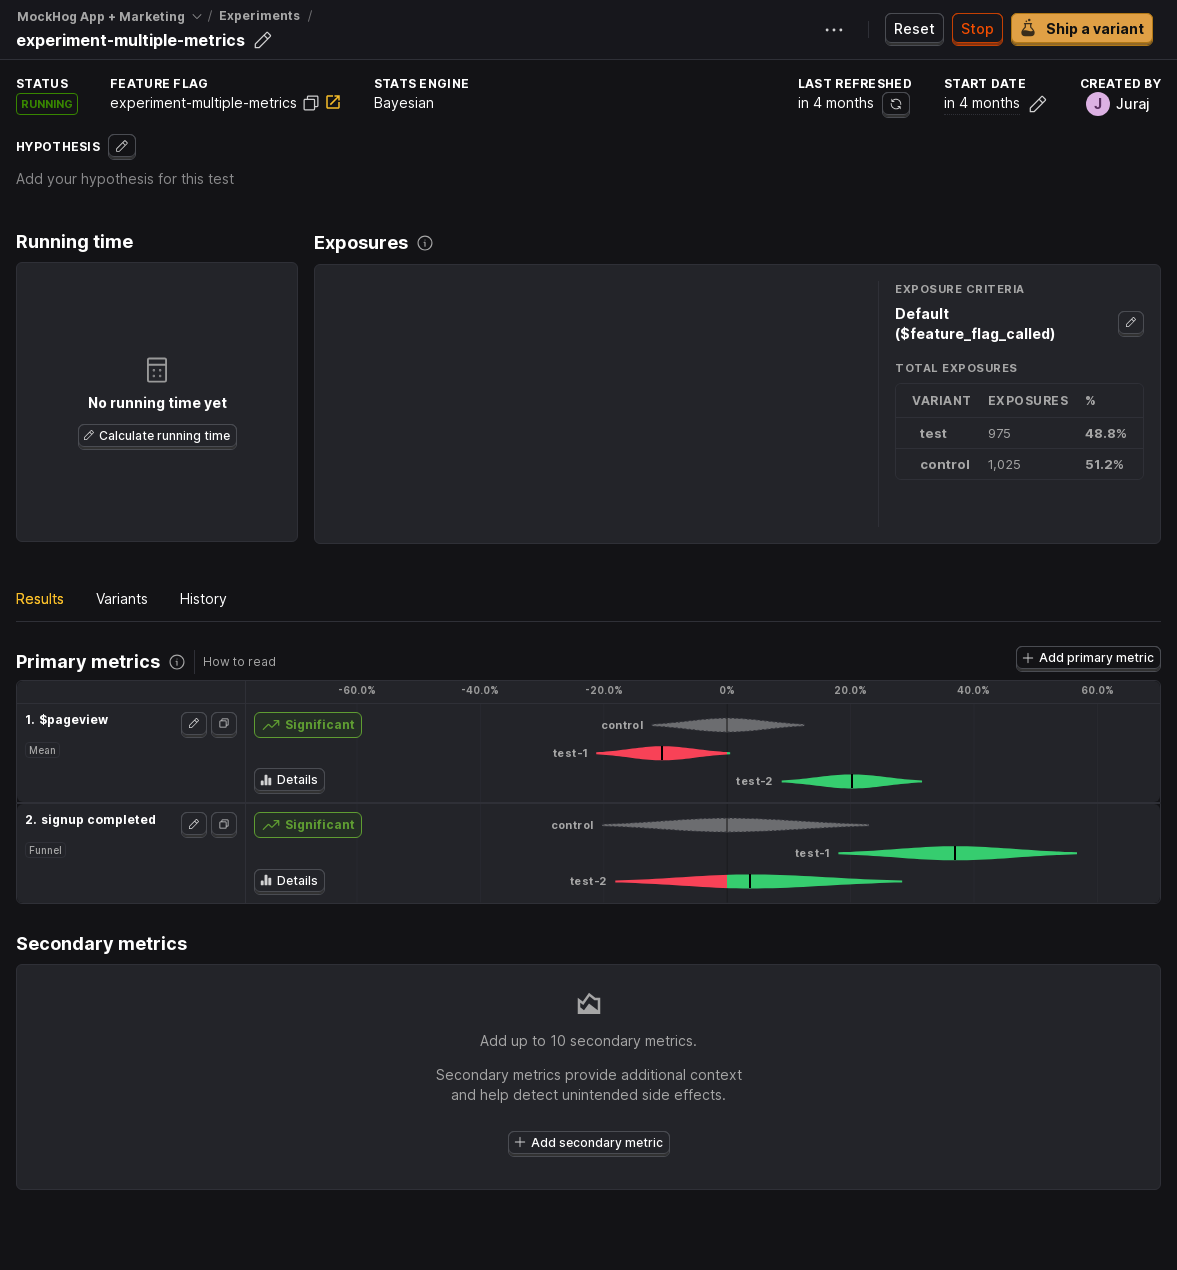 MockHog App + Marketing / Experiments /
experiment-multiple-metrics
Reset
Stop
Ship a variant
STATUS
RUNNING
FEATURE FLAG
experiment-multiple-metrics
STATS ENGINE
Bayesian
LAST REFRESHED
in 4 months
START DATE
in 4 months
CREATED BY
J Juraj
HYPOTHESIS
Add your hypothesis for this test
Running time
No running time yet
Calculate running time
Exposures
EXPOSURE CRITERIA
Default
($feature_flag_called)
TOTAL EXPOSURES
VARIANT EXPOSURES %
test 975 48.8%
control 1,025 51.2%
Results Variants History
Primary metrics
How to read
Add primary metric
-60.0% -40.0% -20.0% 0% 20.0% 40.0% 60.0%
1. $pageview
Mean
Significant
Details
control
test-1
test-2
2. signup completed
Funnel
Significant
Details
control
test-1
test-2
Secondary metrics
Add up to 10 secondary metrics.
Secondary metrics provide additional context
and help detect unintended side effects.
Add secondary metric